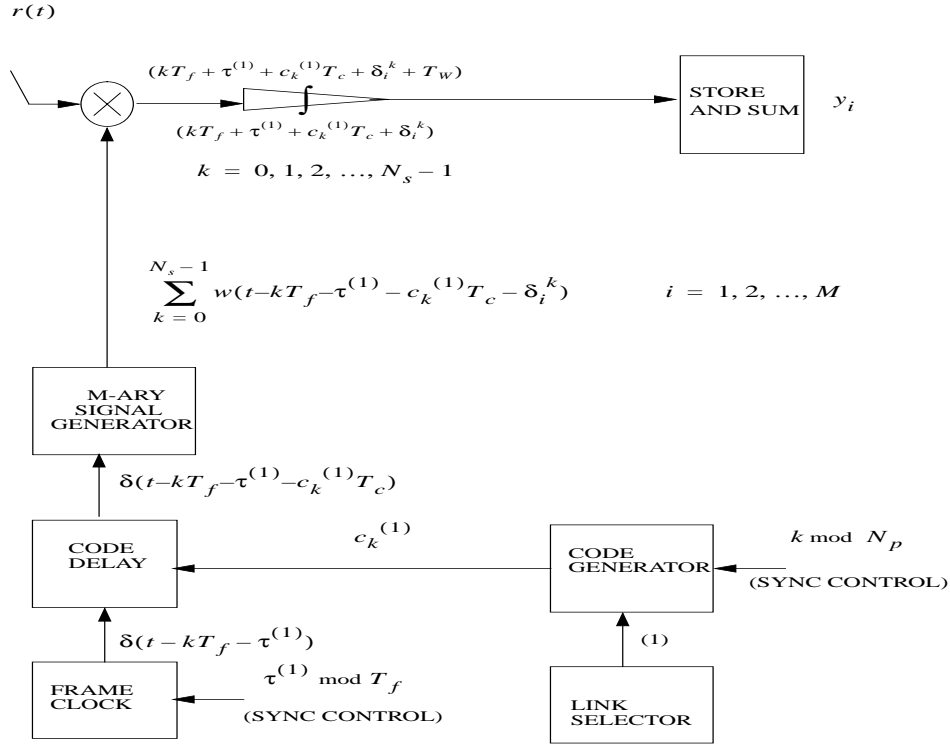 r(t)
(kT_f + τ^(1) + c_k^(1) T_c + δ_i^k + T_W)
∫
(kT_f + τ^(1) + c_k^(1) T_c + δ_i^k)
STORE
AND SUM
y_i
k = 0, 1, 2, ..., N_s – 1
N_s – 1
∑ w(t–kT_f–τ^(1) – c_k^(1) T_c – δ_i^k)
k = 0
i = 1, 2, ..., M
M-ARY
SIGNAL
GENERATOR
δ(t–kT_f–τ^(1)–c_k^(1) T_c)
CODE
DELAY
c_k^(1)
CODE
GENERATOR
k mod N_p
(SYNC CONTROL)
δ(t – kT_f – τ^(1))
(1)
FRAME
CLOCK
τ^(1) mod T_f
(SYNC CONTROL)
LINK
SELECTOR